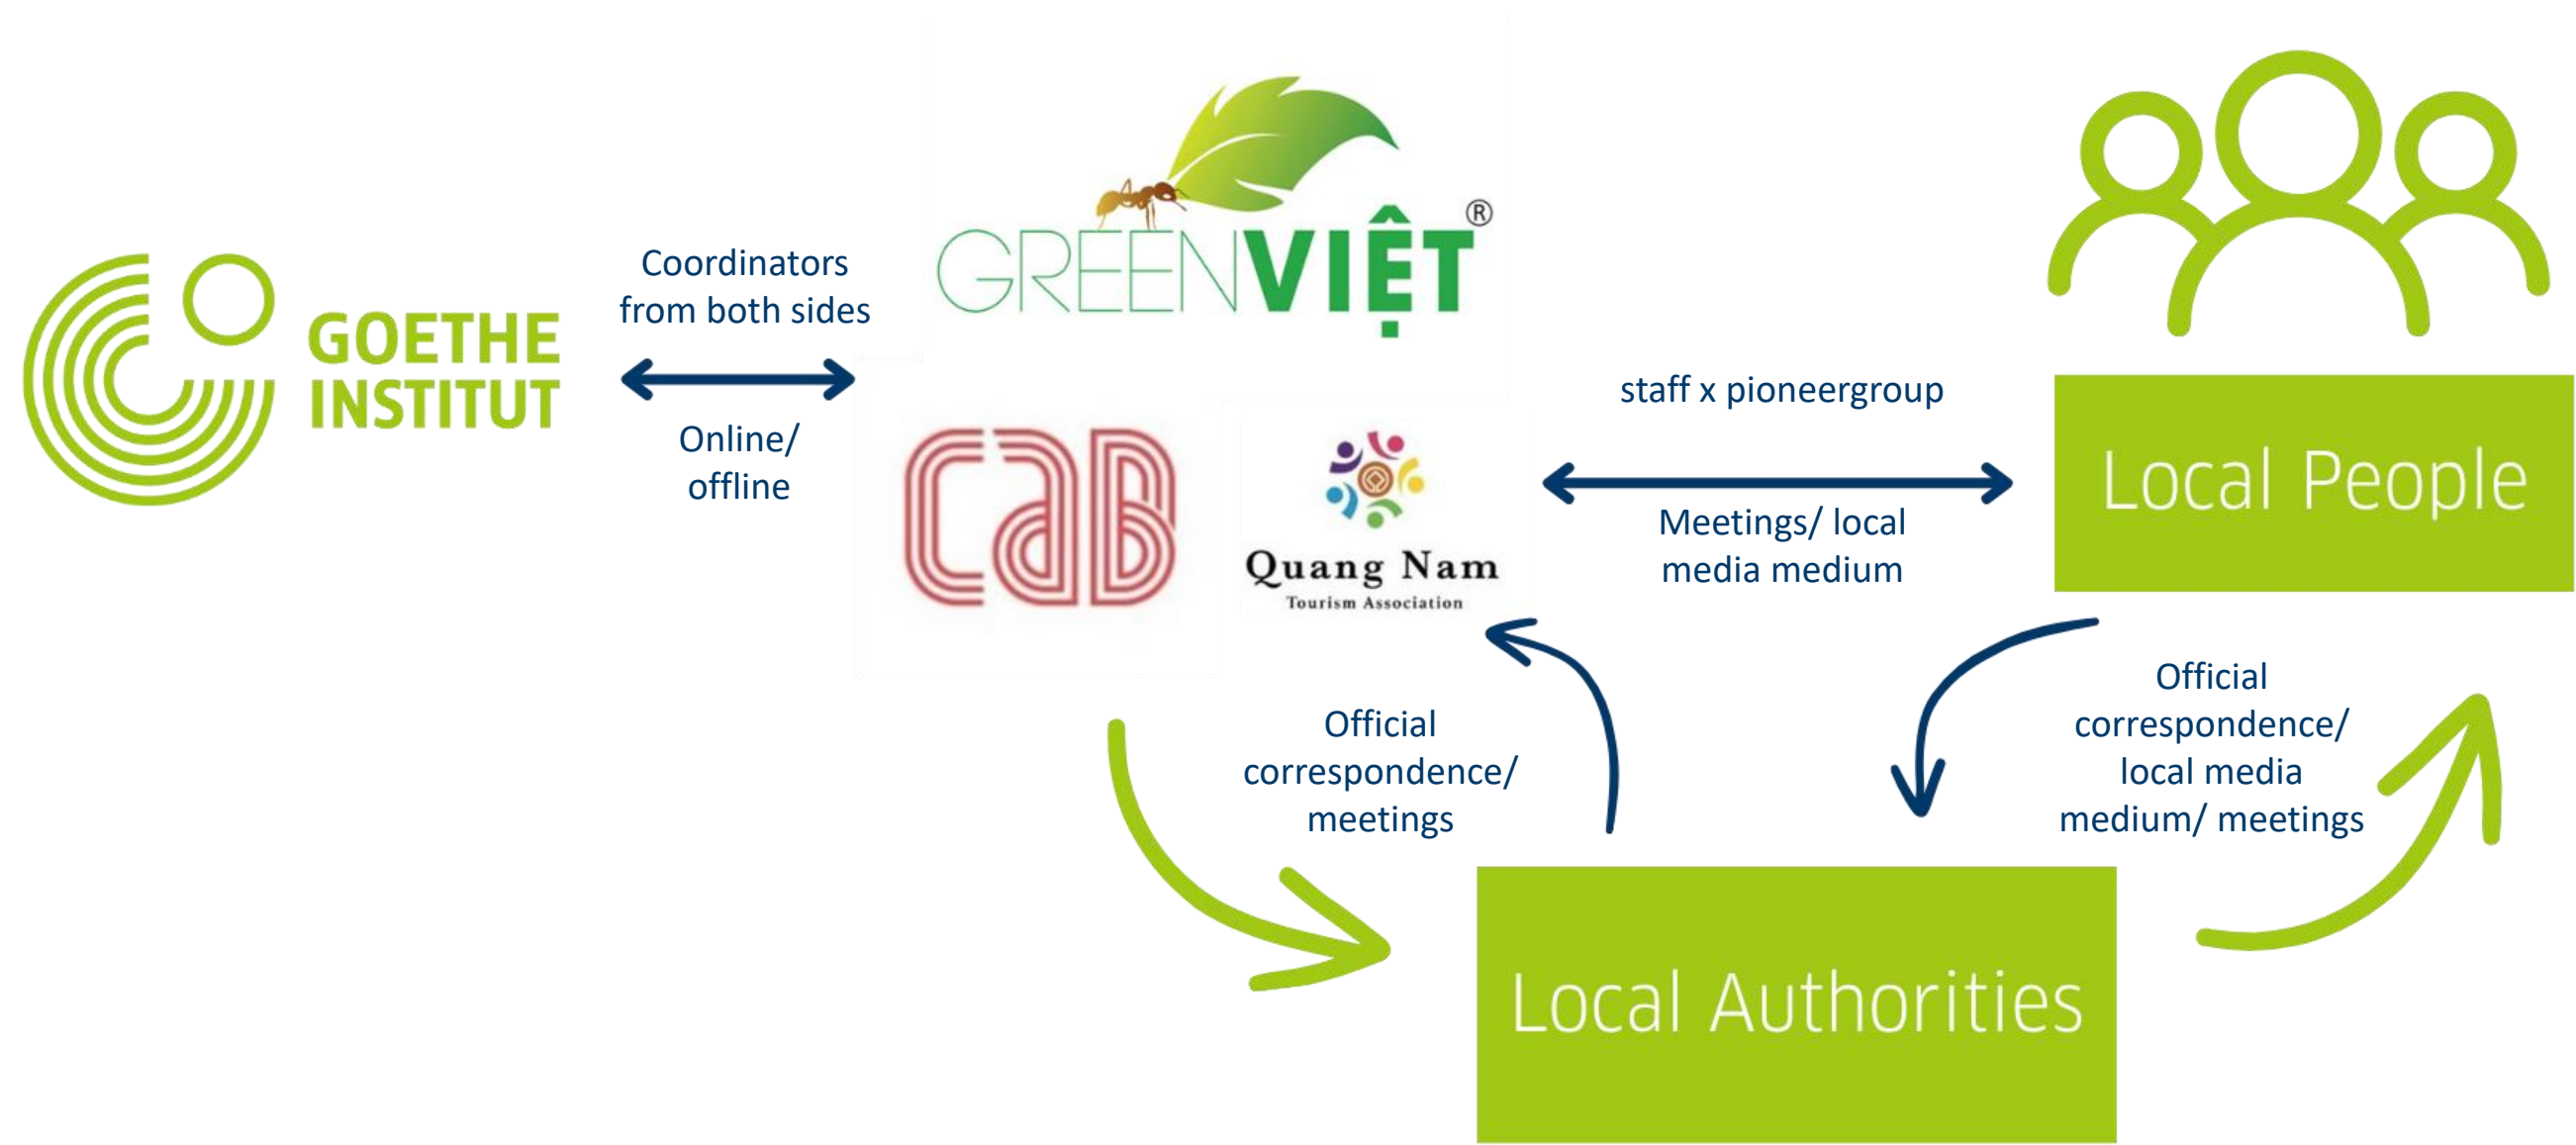 GOETHE
INSTITUT
Coordinators
from both sides
Online/
offline
GREENVIỆT®
CAB
Quang Nam
Tourism Association
staff x pioneergroup
Meetings/ local
media medium
Local People
Official
correspondence/
meetings
Official
correspondence/
local media
medium/ meetings
Local Authorities